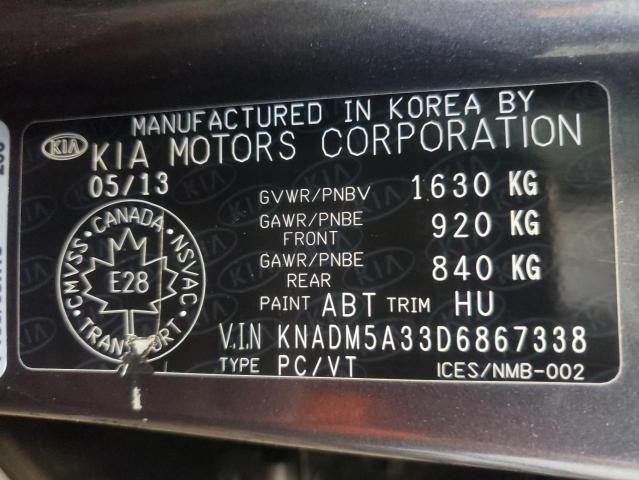 MANUFACTURED IN KOREA BY
KIA KIA MOTORS CORPORATION
05/13
GVWR/PNBV 1630 KG
GAWR/PNBE FRONT 920 KG
GAWR/PNBE REAR 840 KG
PAINT ABT TRIM HU
V.I.N KNADM5A33D6867338
TYPE PC/VT ICES/NMB-002
CANADA
CMVSS NSVAC
E28
TRANSPORT